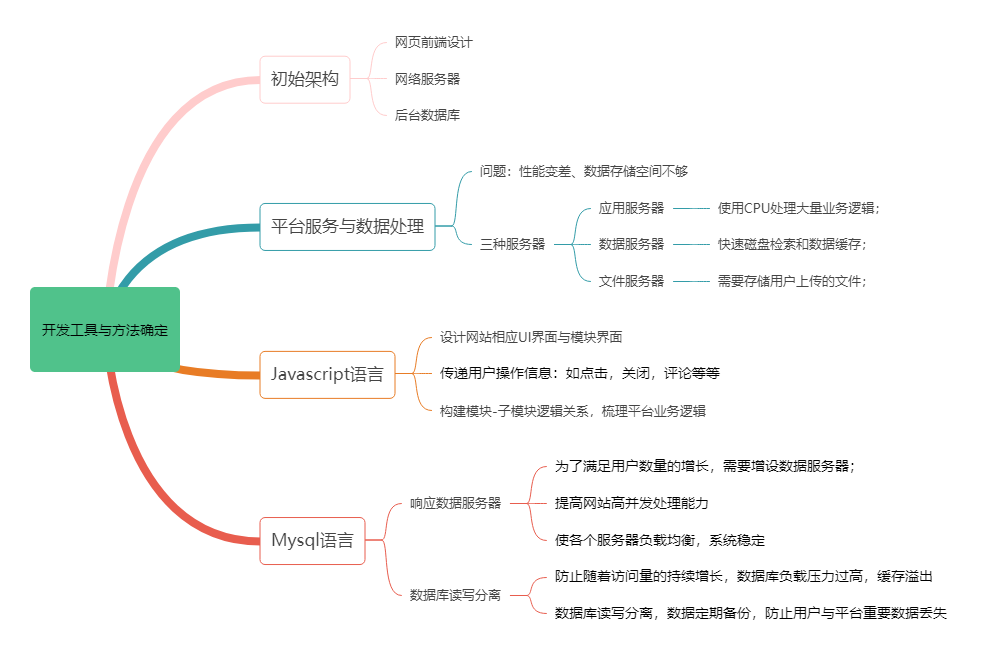 开发工具与方法确定
初始架构
网页前端设计
网络服务器
后台数据库
平台服务与数据处理
问题：性能变差、数据存储空间不够
三种服务器
应用服务器
使用CPU处理大量业务逻辑；
数据服务器
快速磁盘检索和数据缓存；
文件服务器
需要存储用户上传的文件；
Javascript语言
设计网站相应UI界面与模块界面
传递用户操作信息：如点击，关闭，评论等等
构建模块-子模块逻辑关系，梳理平台业务逻辑
Mysql语言
响应数据服务器
为了满足用户数量的增长，需要增设数据服务器；
提高网站高并发处理能力
使各个服务器负载均衡，系统稳定
数据库读写分离
防止随着访问量的持续增长，数据库负载压力过高，缓存溢出
数据库读写分离，数据定期备份，防止用户与平台重要数据丢失